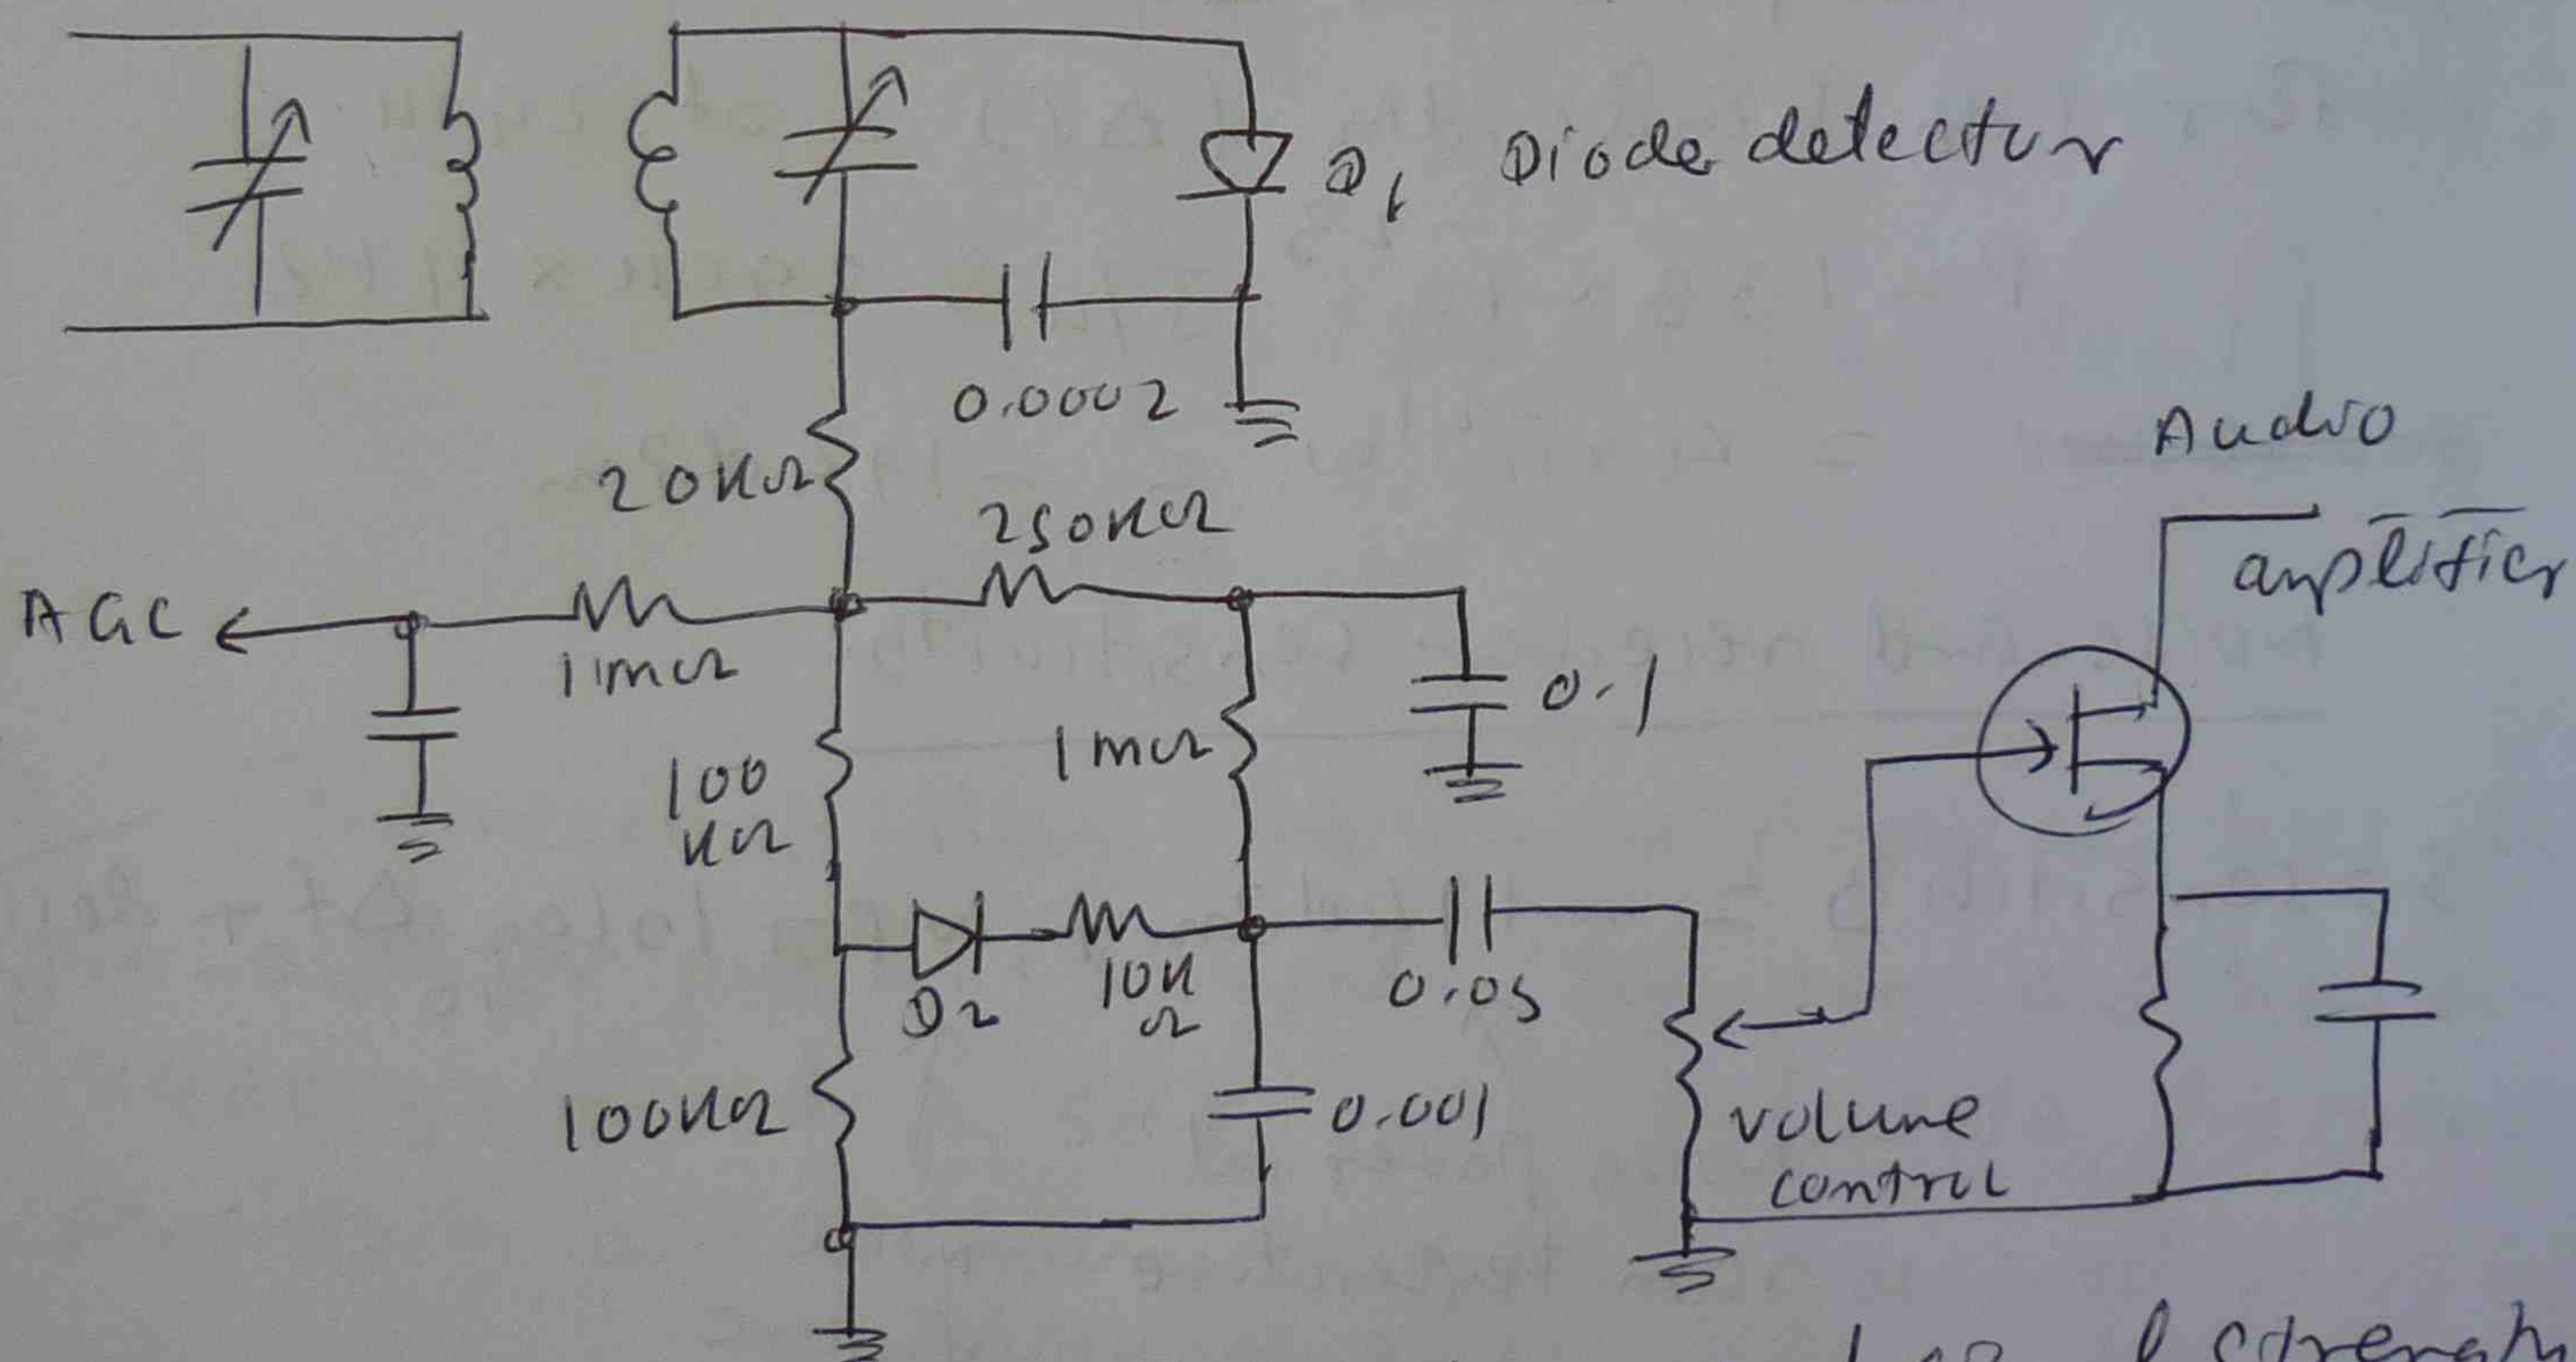 D1 Diode detector
0.0002
Audio
amplifier
20KΩ
250KΩ
AGC
1mΩ
0.1
1mΩ
100
KΩ
D2
10K
Ω
0.05
100KΩ
0.001
volume
control
strength